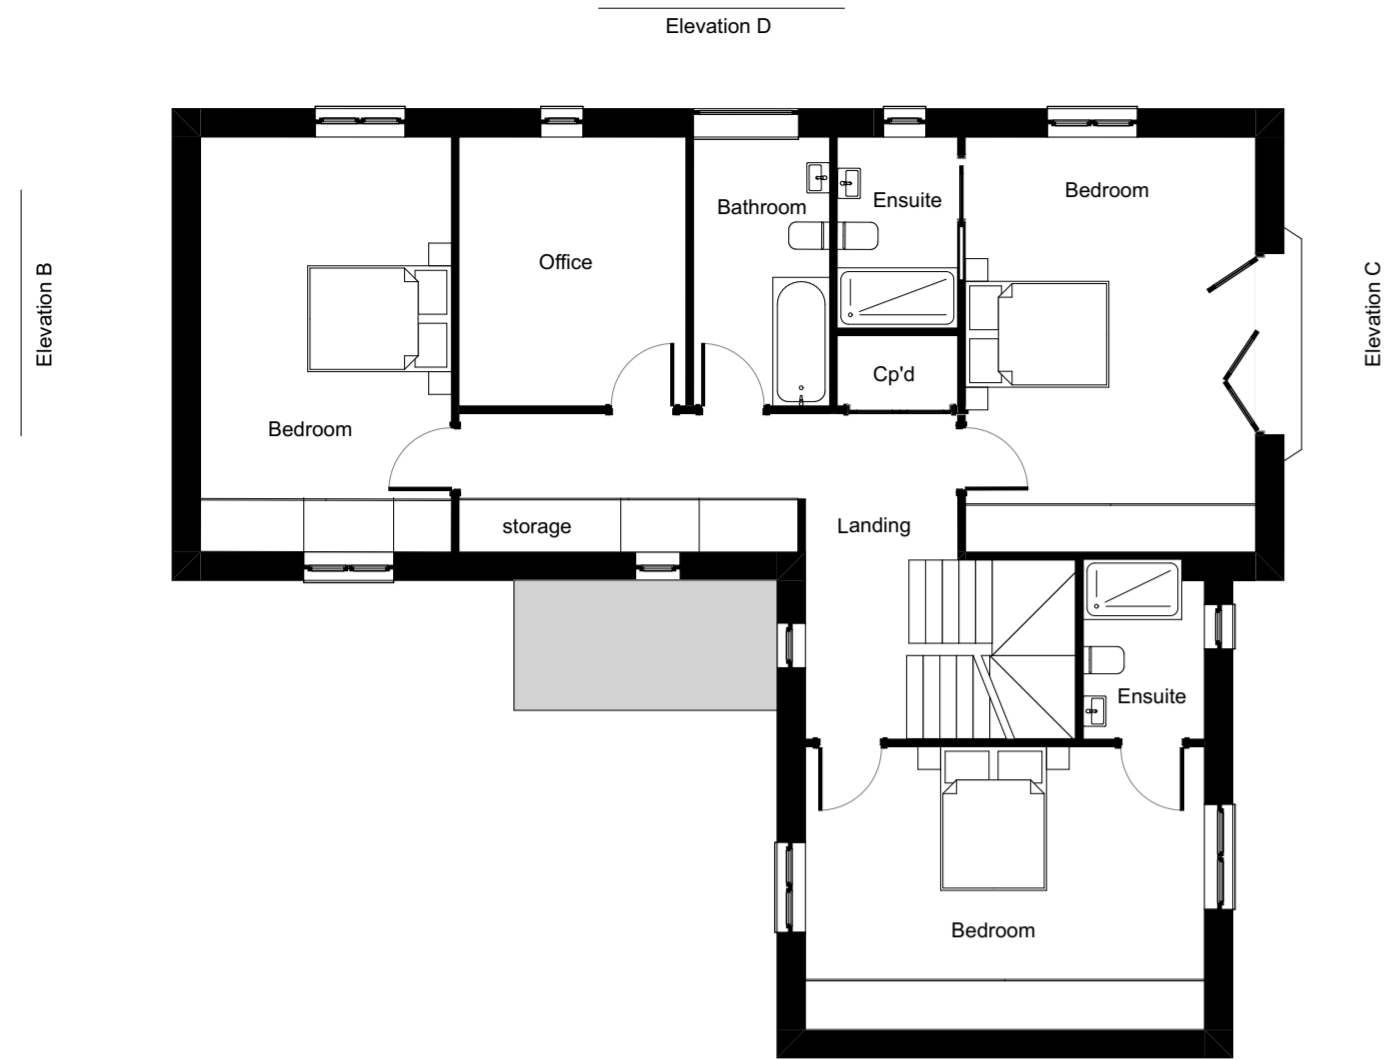 Elevation D
Bedroom
Ensuite
Bathroom
Office
Elevation B
Elevation C
Cp'd
Bedroom
storage
Landing
Ensuite
Bedroom